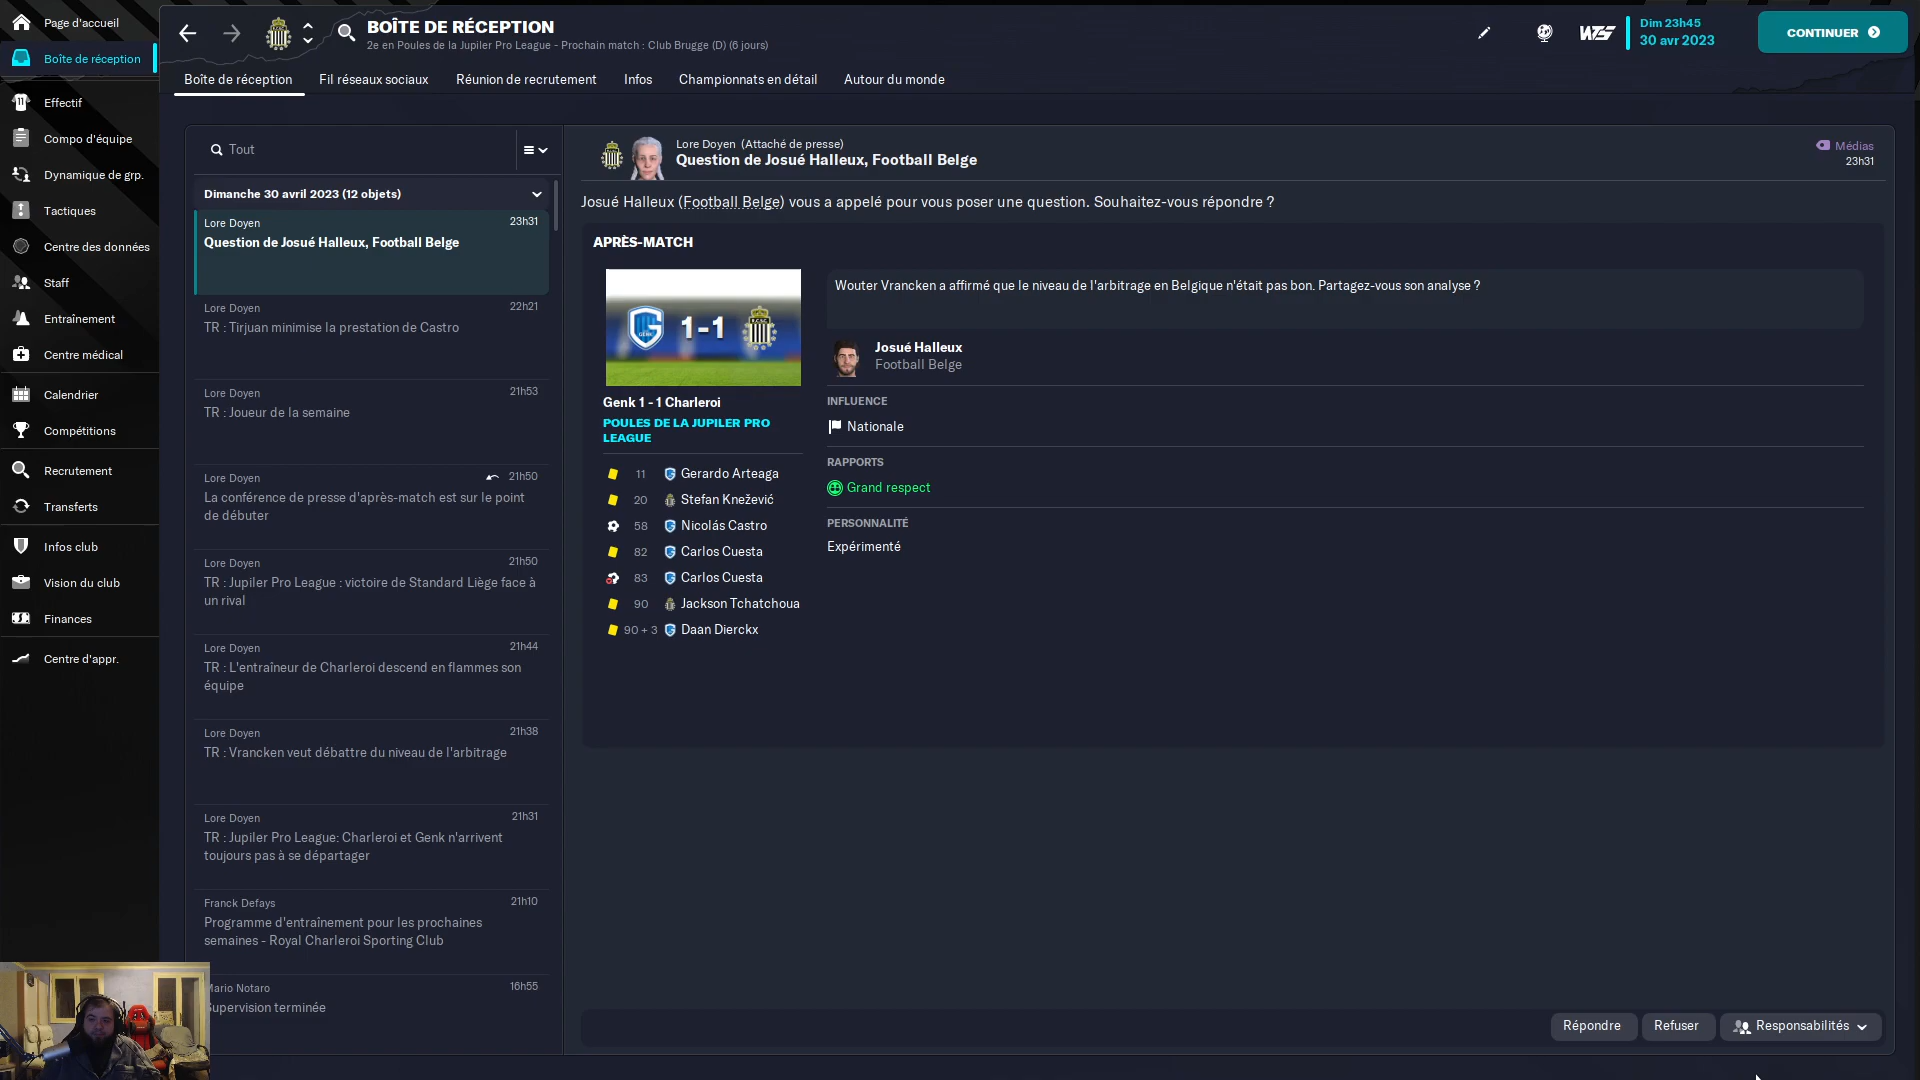 Page d'accueil
Boîte de réception
Effectif
Compo d'équipe
Dynamique de grp.
Tactiques
Centre des données
Staff
Entraînement
Centre médical
Calendrier
Compétitions
Recrutement
Transferts
Infos club
Vision du club
Finances
Centre d'appr.
BOÎTE DE RÉCEPTION
2e en Poules de la Jupiler Pro League - Prochain match : Club Brugge (D) (6 jours)
Dim 23h45
30 avr 2023
CONTINUER
Boîte de réception
Fil réseaux sociaux
Réunion de recrutement
Infos
Championnats en détail
Autour du monde
Tout
Dimanche 30 avril 2023 (12 objets)
Lore Doyen 23h31
Question de Josué Halleux, Football Belge
Lore Doyen 22h21
TR : Tirjuan minimise la prestation de Castro
Lore Doyen 21h53
TR : Joueur de la semaine
Lore Doyen 21h50
La conférence de presse d'après-match est sur le point
de débuter
Lore Doyen 21h50
TR : Jupiler Pro League : victoire de Standard Liège face à
un rival
Lore Doyen 21h44
TR : L'entraîneur de Charleroi descend en flammes son
équipe
Lore Doyen 21h38
TR : Vrancken veut débattre du niveau de l'arbitrage
Lore Doyen 21h31
TR : Jupiler Pro League: Charleroi et Genk n'arrivent
toujours pas à se départager
Franck Defays 21h10
Programme d'entraînement pour les prochaines
semaines - Royal Charleroi Sporting Club
Mario Notaro 16h55
Supervision terminée
Lore Doyen (Attaché de presse)
Question de Josué Halleux, Football Belge
Médias
23h31
Josué Halleux (Football Belge) vous a appelé pour vous poser une question. Souhaitez-vous répondre ?
APRÈS-MATCH
GENK
1-1
Genk 1 - 1 Charleroi
POULES DE LA JUPILER PRO
LEAGUE
11 Gerardo Arteaga
20 Stefan Knežević
58 Nicolás Castro
82 Carlos Cuesta
83 Carlos Cuesta
90 Jackson Tchatchoua
90 + 3 Daan Dierckx
Wouter Vrancken a affirmé que le niveau de l'arbitrage en Belgique n'était pas bon. Partagez-vous son analyse ?
Josué Halleux
Football Belge
INFLUENCE
Nationale
RAPPORTS
Grand respect
PERSONNALITÉ
Expérimenté
Répondre
Refuser
Responsabilités